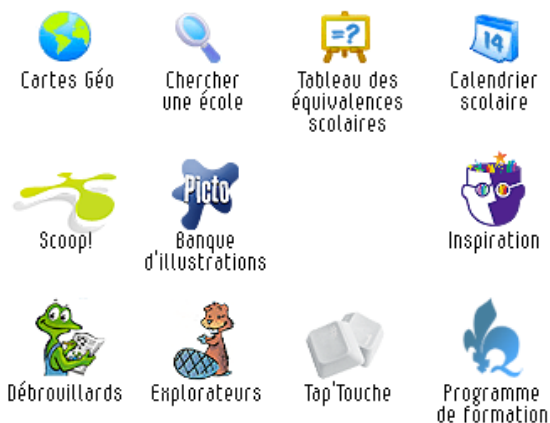 =?
14
Cartes Géo
Chercher
une école
Tableau des
équivalences
scolaires
Calendrier
scolaire
Picto
Scoop!
Banque
d'illustrations
Inspiration
Débrouillards
Explorateurs
Tap'Touche
Programme
de formation